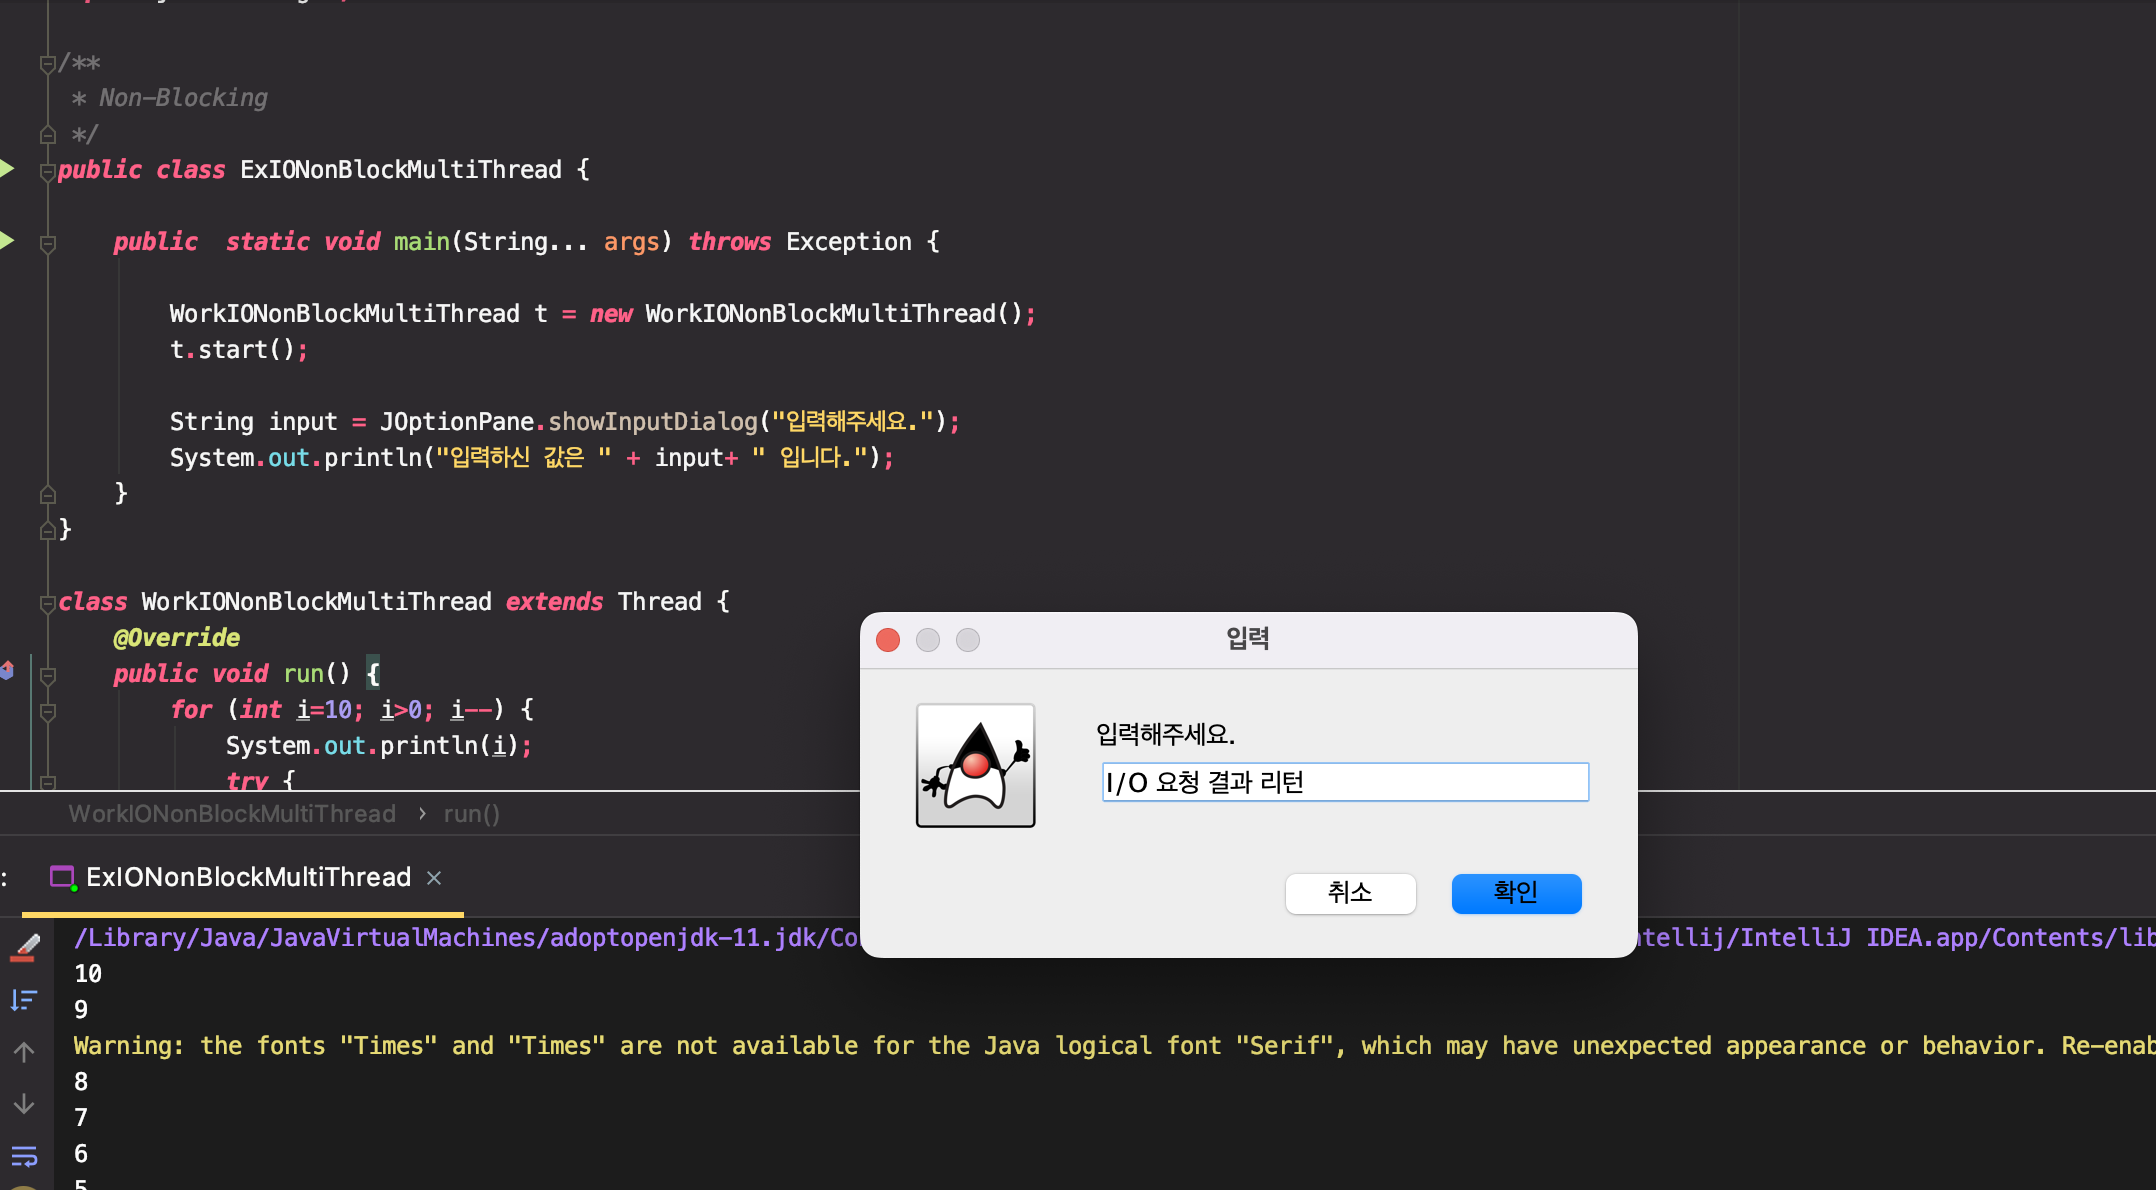 /**
 * Non-Blocking
 */
public class ExIONonBlockMultiThread {
public  static void main(String... args) throws Exception {
WorkIONonBlockMultiThread t = new WorkIONonBlockMultiThread();
t.start();
String input = JOptionPane.showInputDialog("입력해주세요.");
System.out.println("입력하신 값은 " + input+ " 입니다.");
}
}
class WorkIONonBlockMultiThread extends Thread {
@Override
public void run() {
for (int i=10; i>0; i--) {
System.out.println(i);
try {
입력
입력해주세요.
I/O 요청 결과 리턴
취소 확인
WorkIONonBlockMultiThread › run()
: ExIONonBlockMultiThread ×
/Library/Java/JavaVirtualMachines/adoptopenjdk-11.jdk/Co ntellij/IntelliJ IDEA.app/Contents/lib
10
9
Warning: the fonts "Times" and "Times" are not available for the Java logical font "Serif", which may have unexpected appearance or behavior. Re-enab
8
7
6
5